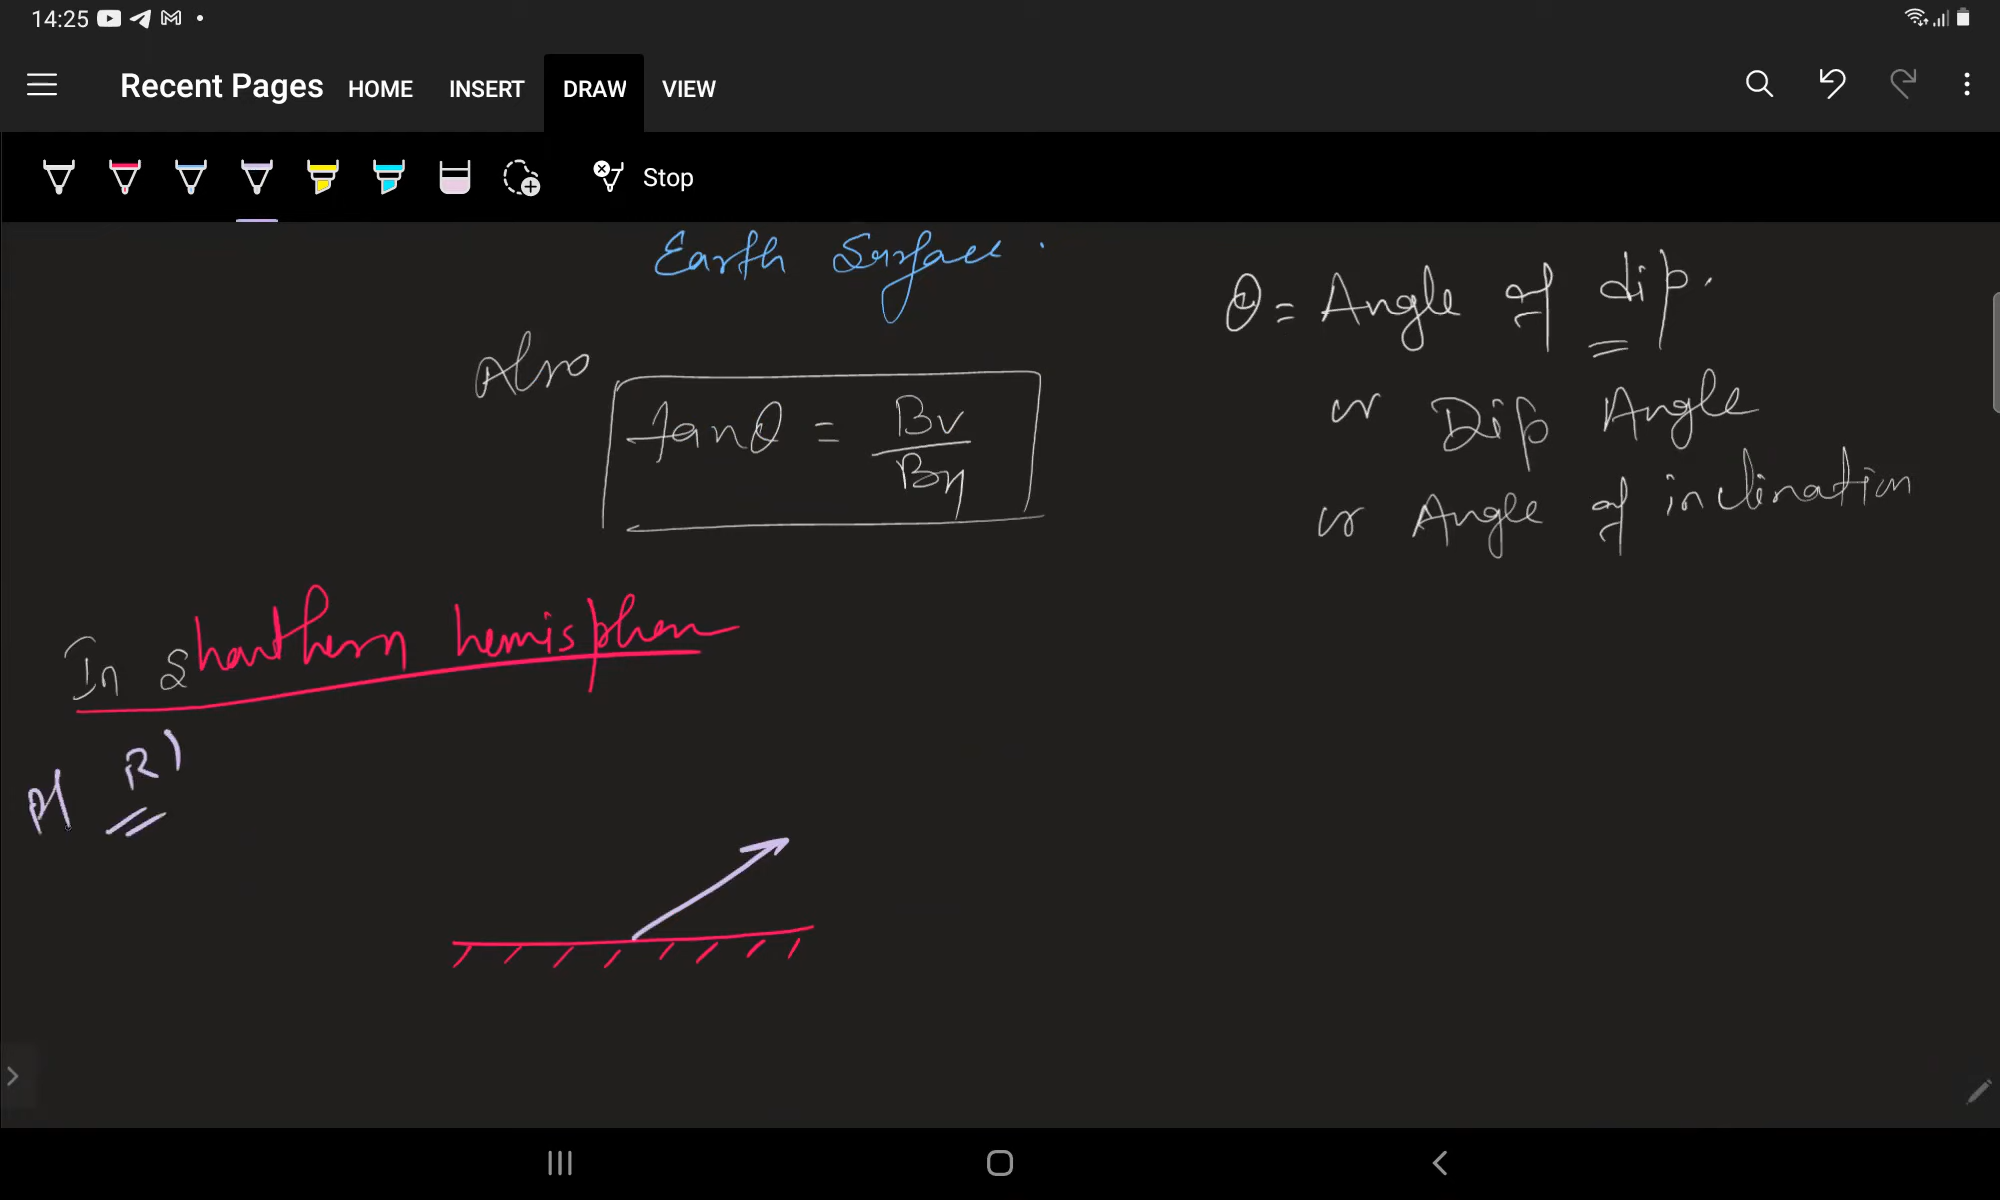 14:25
Recent Pages HOME INSERT DRAW VIEW
Stop
Earth Surface.
θ = Angle of dip.
Also
tanθ = Bv / BH
or Dip Angle
or Angle of inclination
In shouthern hemisphere
R)